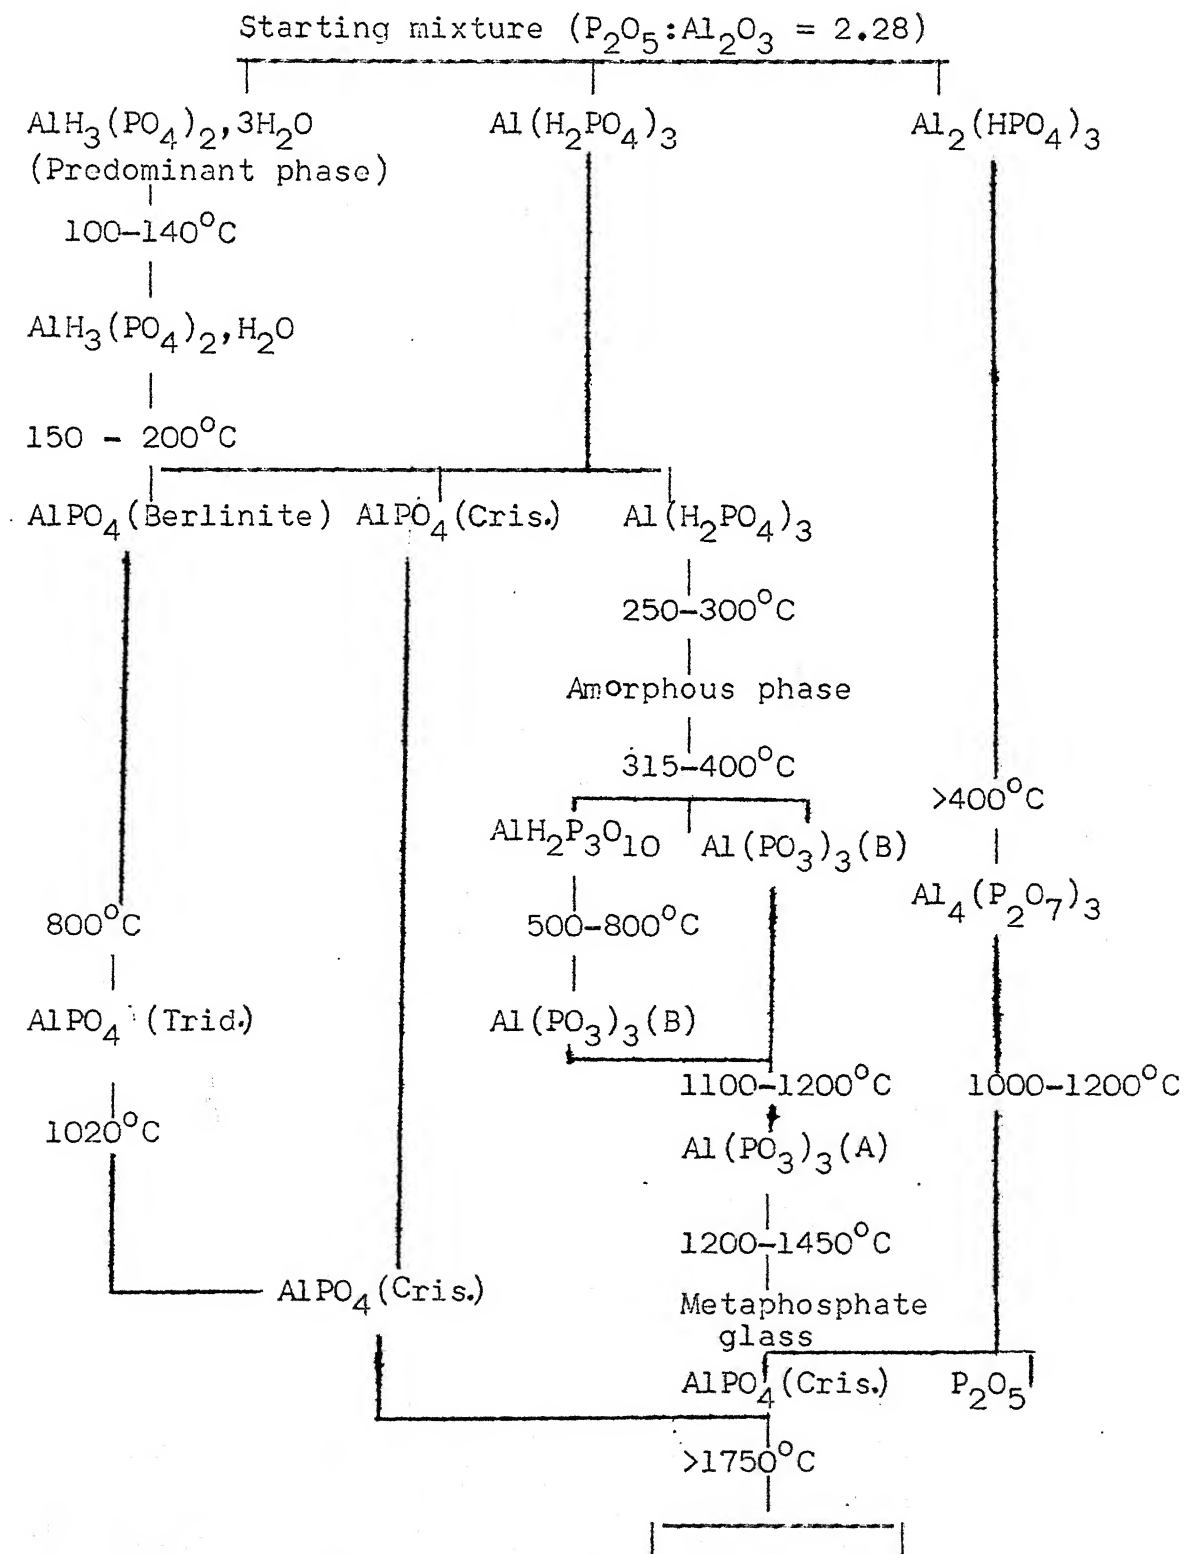 Starting mixture (P₂O₅:Al₂O₃ = 2.28)
AlH₃(PO₄)₂,3H₂O Al(H₂PO₄)₃ Al₂(HPO₄)₃
(Predominant phase)
100-140°C
AlH₃(PO₄)₂,H₂O
150 - 200°C
AlPO₄(Berlinite) AlPO₄(Cris.) Al(H₂PO₄)₃
250-300°C
Amorphous phase
315-400°C
>400°C
AlH₂P₃O₁₀ Al(PO₃)₃(B)
Al₄(P₂O₇)₃
800°C 500-800°C
AlPO₄ (Trid.) Al(PO₃)₃(B)
1100-1200°C 1000-1200°C
1020°C
Al(PO₃)₃(A)
1200-1450°C
AlPO₄(Cris.)
Metaphosphate
glass
AlPO₄(Cris.) P₂O₅
>1750°C